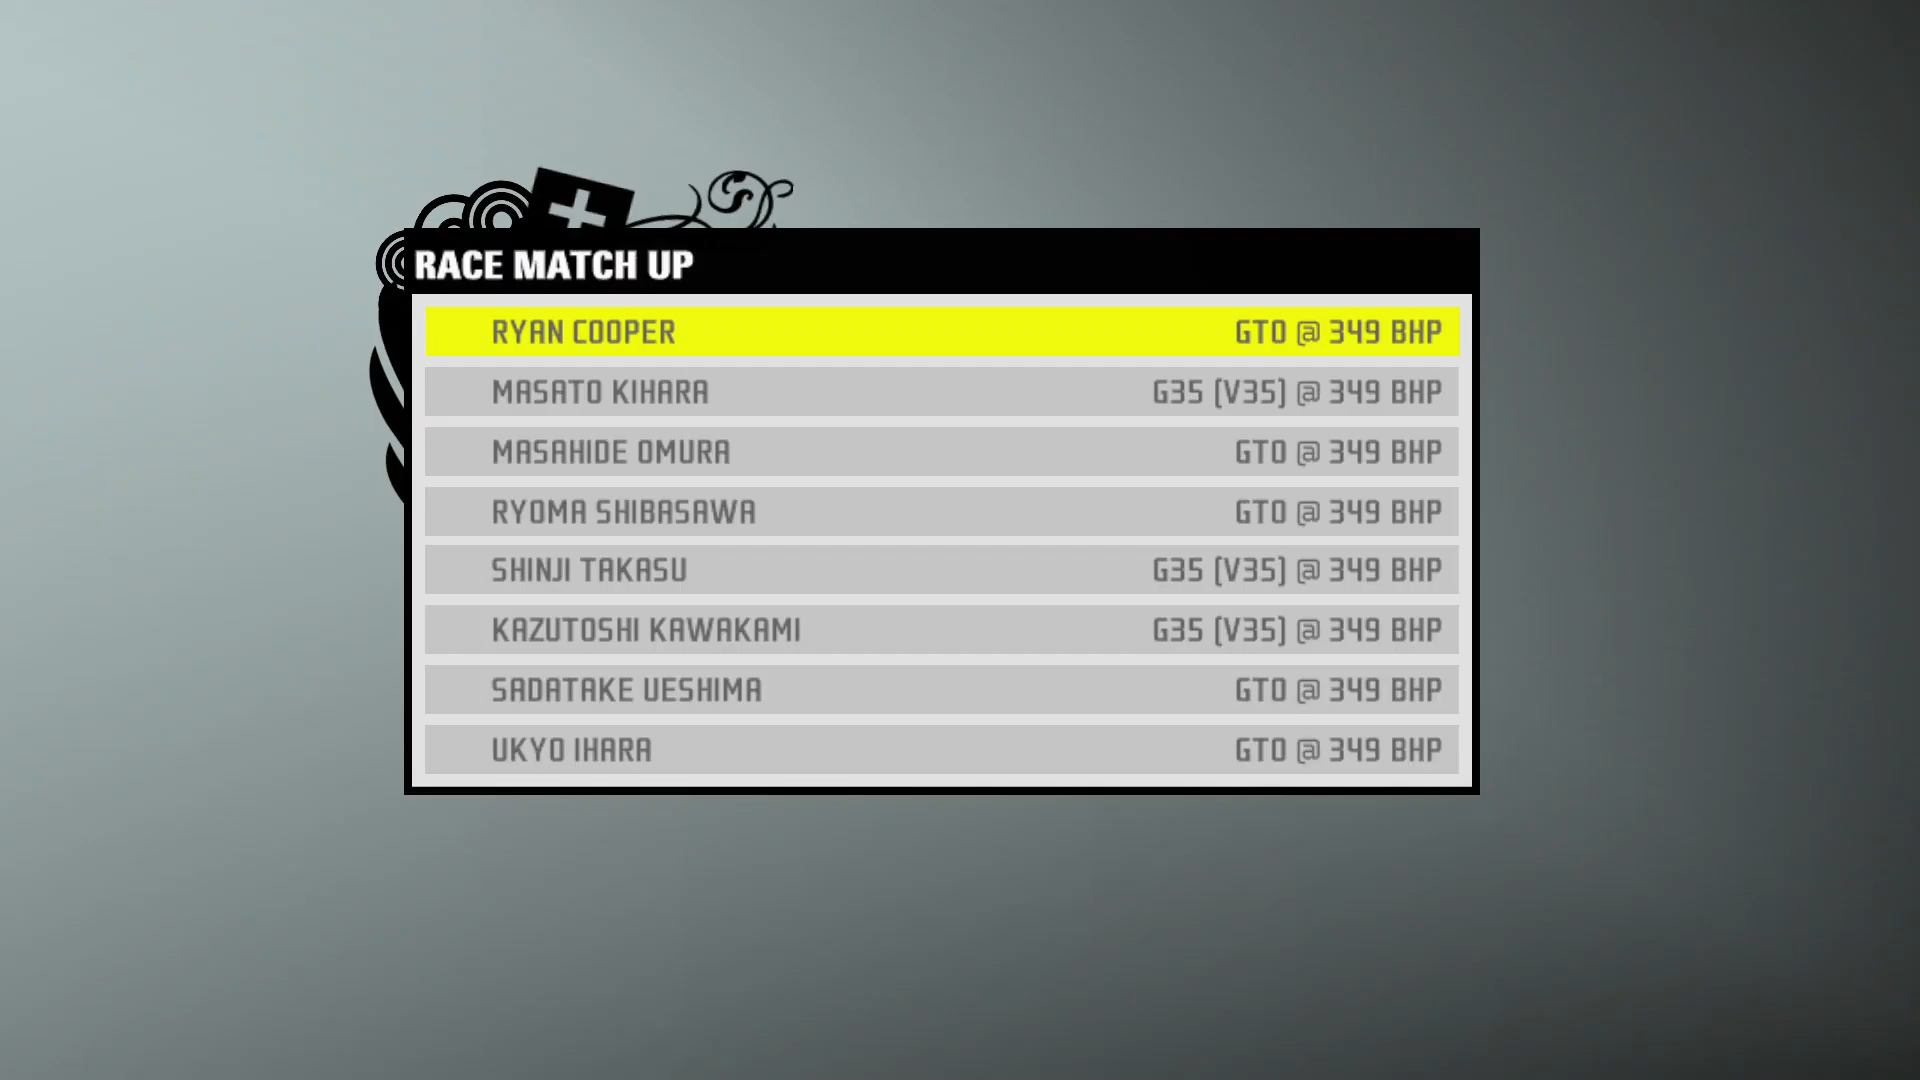 RACE MATCH UP
RYAN COOPER GTO @ 349 BHP
MASATO KIHARA G35 (V35) @ 349 BHP
MASAHIDE OMURA GTO @ 349 BHP
RYOMA SHIBASAWA GTO @ 349 BHP
SHINJI TAKASU G35 (V35) @ 349 BHP
KAZUTOSHI KAWAKAMI G35 (V35) @ 349 BHP
SADATAKE UESHIMA GTO @ 349 BHP
UKYO IHARA GTO @ 349 BHP